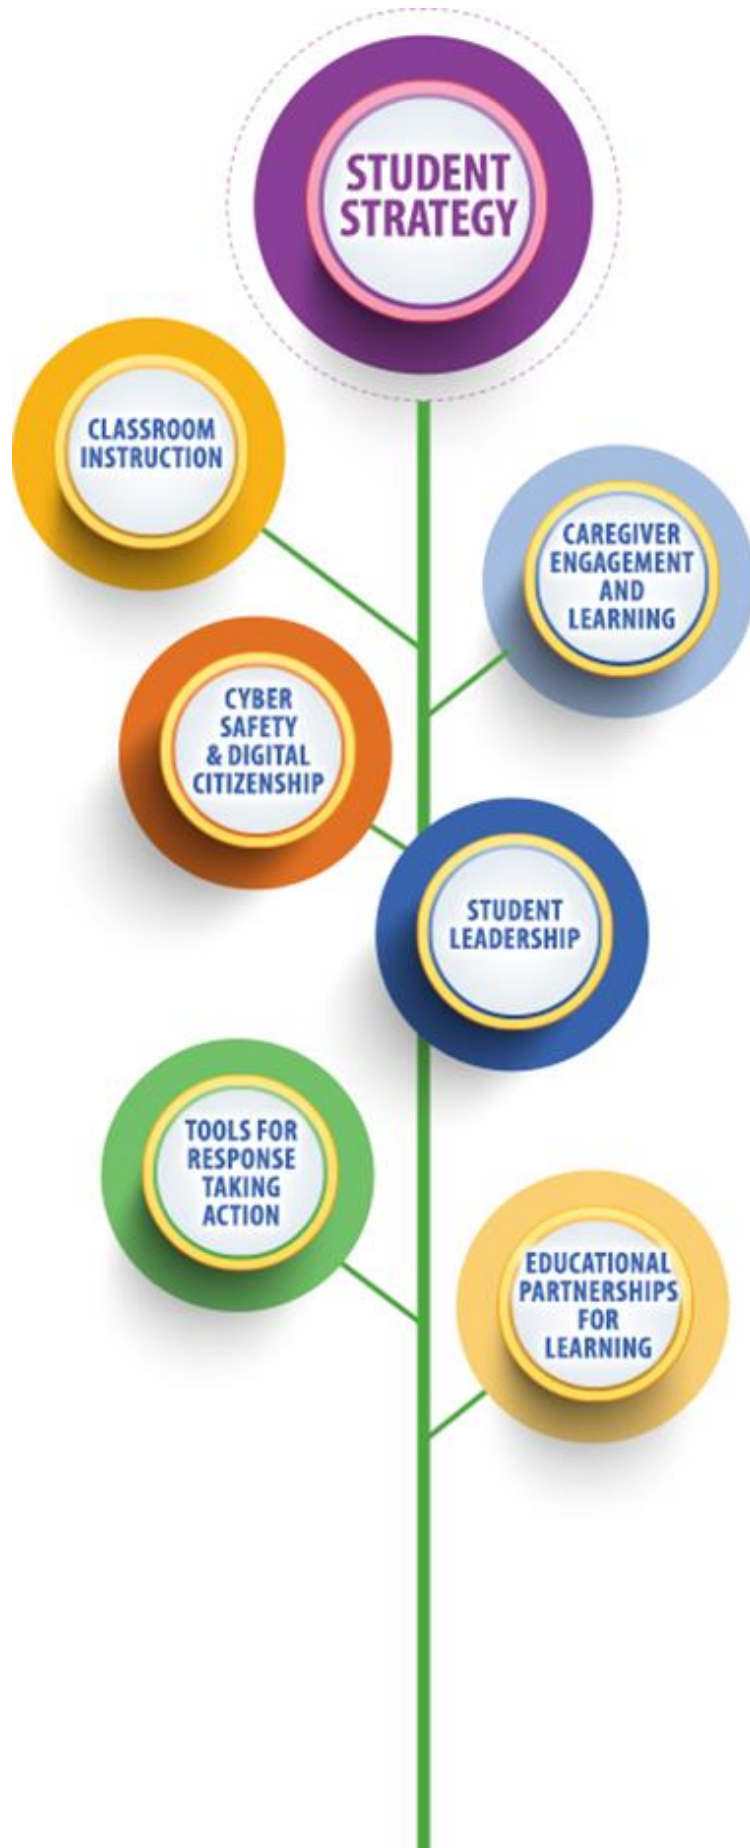 STUDENT
STRATEGY
CLASSROOM
INSTRUCTION
CAREGIVER
ENGAGEMENT
AND
LEARNING
CYBER
SAFETY
& DIGITAL
CITIZENSHIP
STUDENT
LEADERSHIP
TOOLS FOR
RESPONSE
TAKING
ACTION
EDUCATIONAL
PARTNERSHIPS
FOR
LEARNING